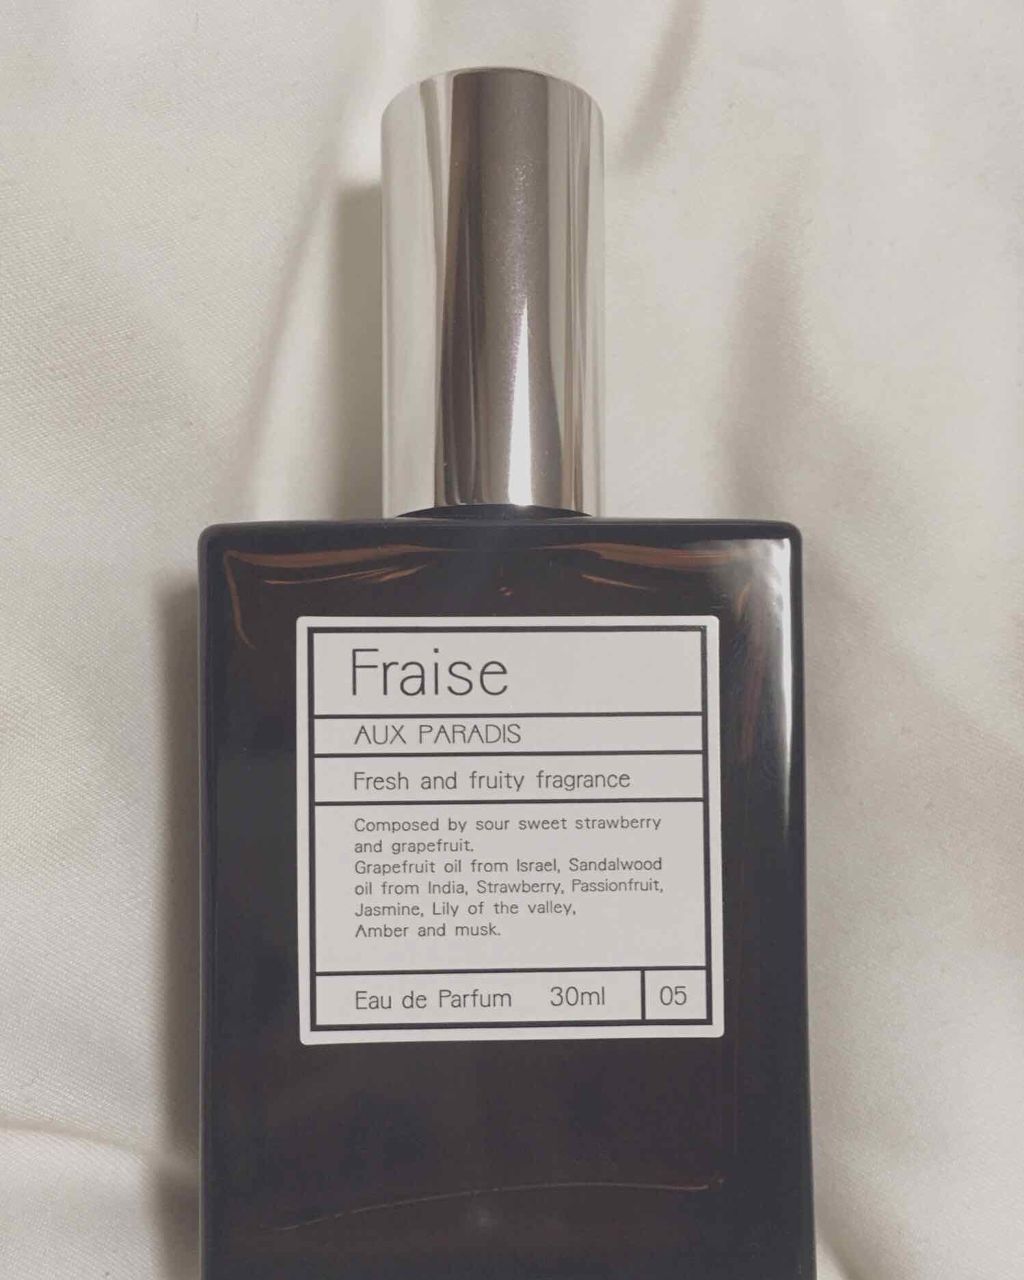 Fraise
AUX PARADIS
Fresh and fruity fragrance
Composed by sour sweet strawberry
and grapefruit.
Grapefruit oil from Israel, Sandalwood
oil from India, Strawberry, Passionfruit,
Jasmine, Lily of the valley,
Amber and musk.
Eau de Parfum 30ml 05